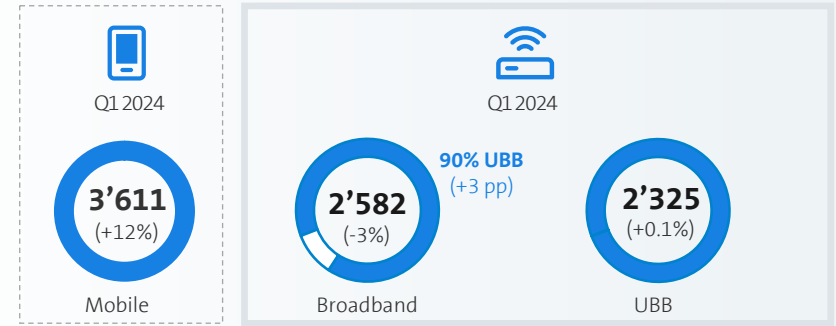 Q1 2024
3’611
(+12%)
Mobile
Q1 2024
2’582
(-3%)
Broadband
90% UBB
(+3 pp)
2’325
(+0.1%)
UBB